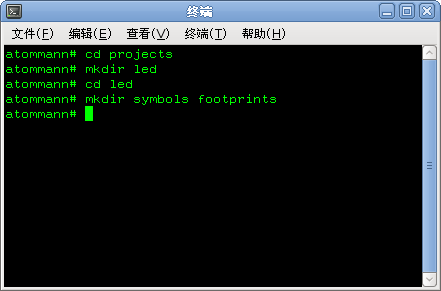 终端
文件(F) 编辑(E) 查看(V) 终端(T) 帮助(H)
atommann# cd projects
atommann# mkdir led
atommann# cd led
atommann# mkdir symbols footprints
atommann#